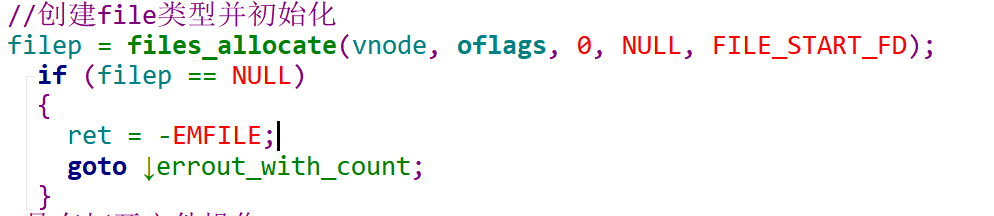 //创建file类型并初始化
filep = files_allocate(vnode, oflags, 0, NULL, FILE_START_FD);
if (filep == NULL)
{
ret = -EMFILE;
goto ↓errout_with_count;
}